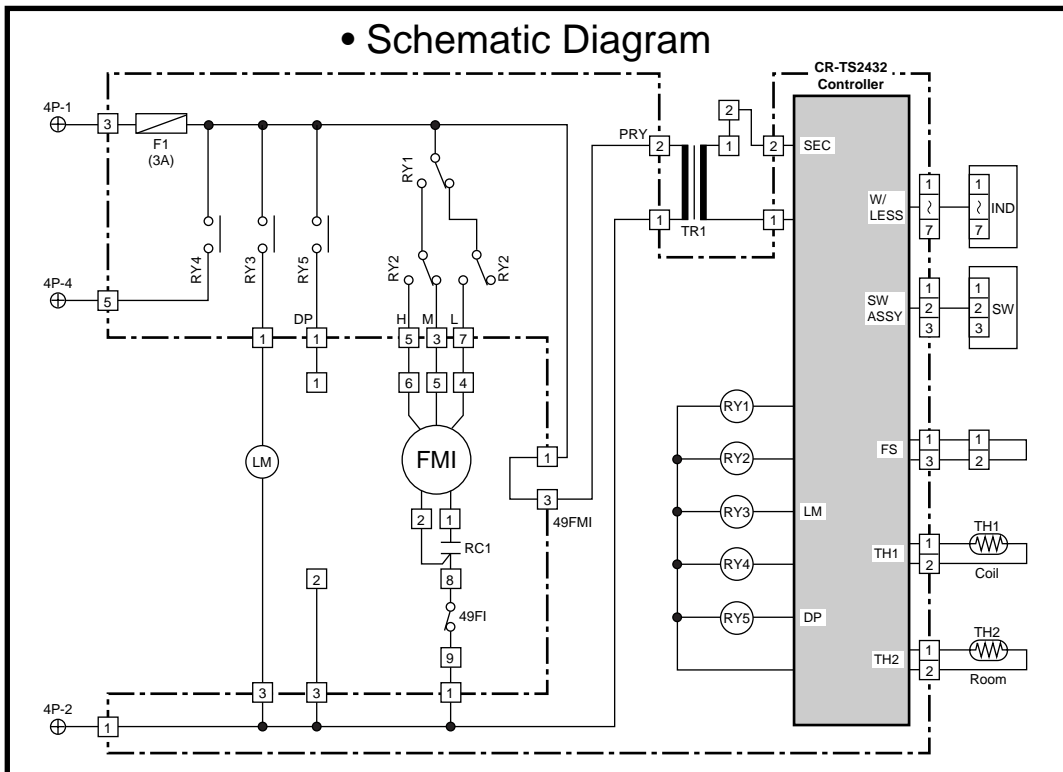 • Schematic Diagram
CR-TS2432
Controller
4P-1
3
F1
(3A)
RY4
RY3
RY5
RY1
RY2
RY2
4P-4
5
PRY
2
1
TR1
2
1
2
1
SEC
W/
LESS
1
~
7
1
~
7
IND
SW
ASSY
1
2
3
1
2
3
SW
1
DP
1
1
H
5
M
3
L
7
6
5
4
LM
FMI
1
3
49FMI
2
1
RC1
2
8
49FI
9
RY1
RY2
RY3
LM
RY4
RY5
DP
FS
1
3
1
2
TH1
1
2
TH1
Coil
TH2
1
2
TH2
Room
4P-2
1
3
3
1